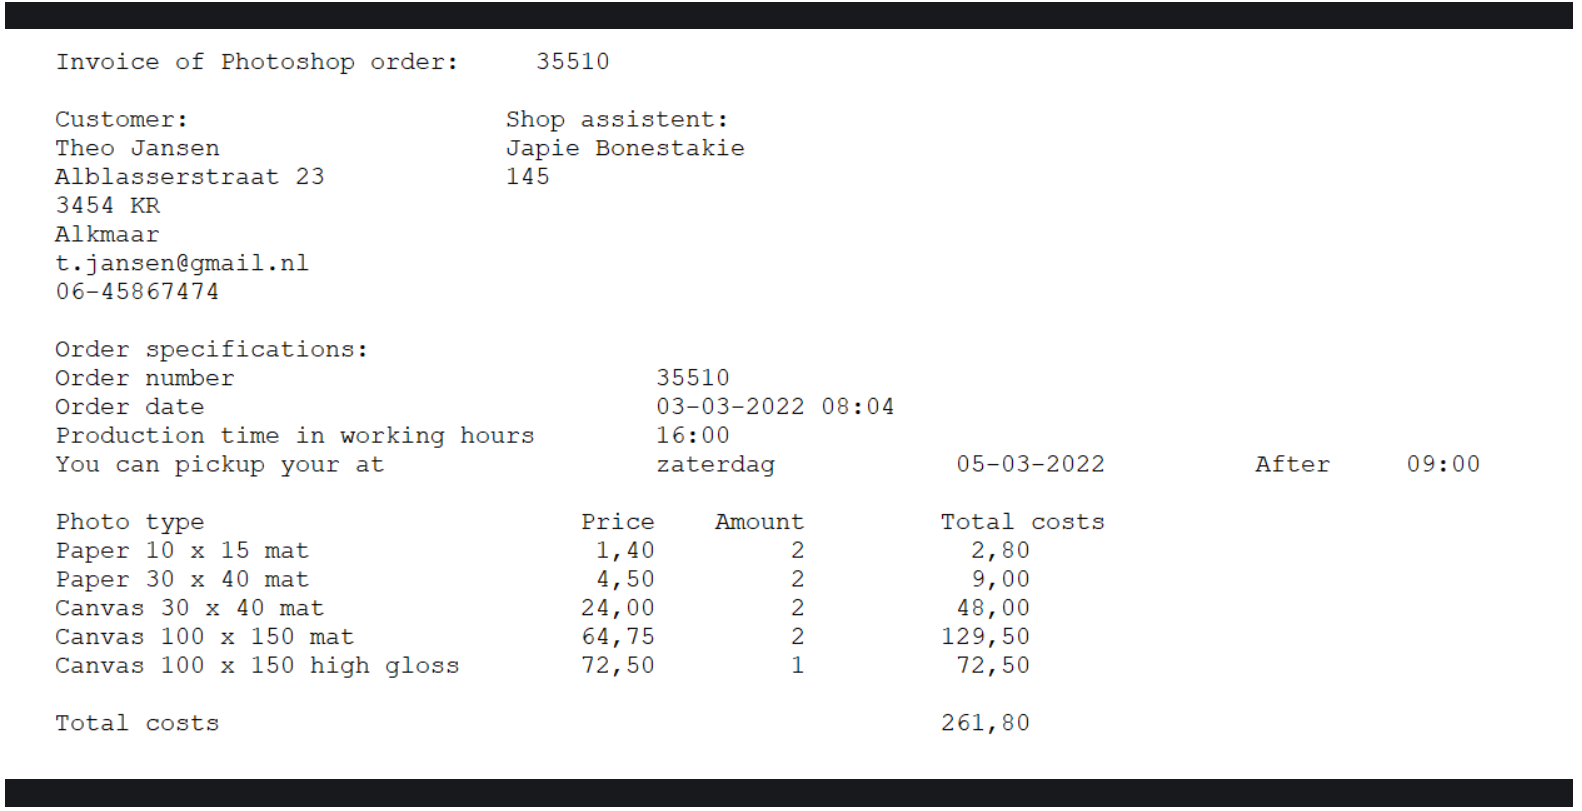 Invoice of Photoshop order: 35510
Customer: Shop assistent:
Theo Jansen Japie Bonestakie
Alblasserstraat 23 145
3454 KR
Alkmaar
t.jansen@gmail.nl
06-45867474
Order specifications:
Order number 35510
Order date 03-03-2022 08:04
Production time in working hours 16:00
You can pickup your at zaterdag 05-03-2022 After 09:00
Photo type Price Amount Total costs
Paper 10 x 15 mat 1,40 2 2,80
Paper 30 x 40 mat 4,50 2 9,00
Canvas 30 x 40 mat 24,00 2 48,00
Canvas 100 x 150 mat 64,75 2 129,50
Canvas 100 x 150 high gloss 72,50 1 72,50
Total costs 261,80